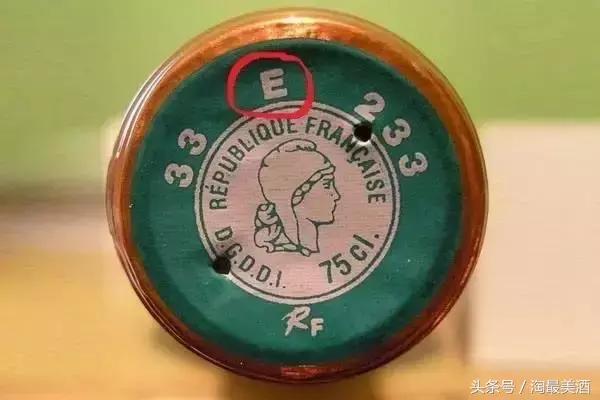 33 E 233
RÉPUBLIQUE FRANÇAISE
D.G.D.D.I. 75 cl.
RF
头条号 / 淘最美酒